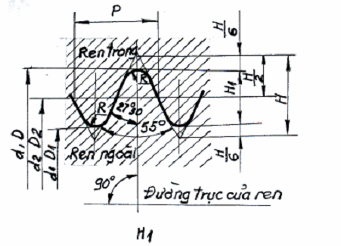 P
Ren trong
H/6
R
H1
H/2
H
d, D
d2 D2
d1 D1
R
27°30
55°
H/6
Ren ngoài
90°
Đường trục của ren
H1